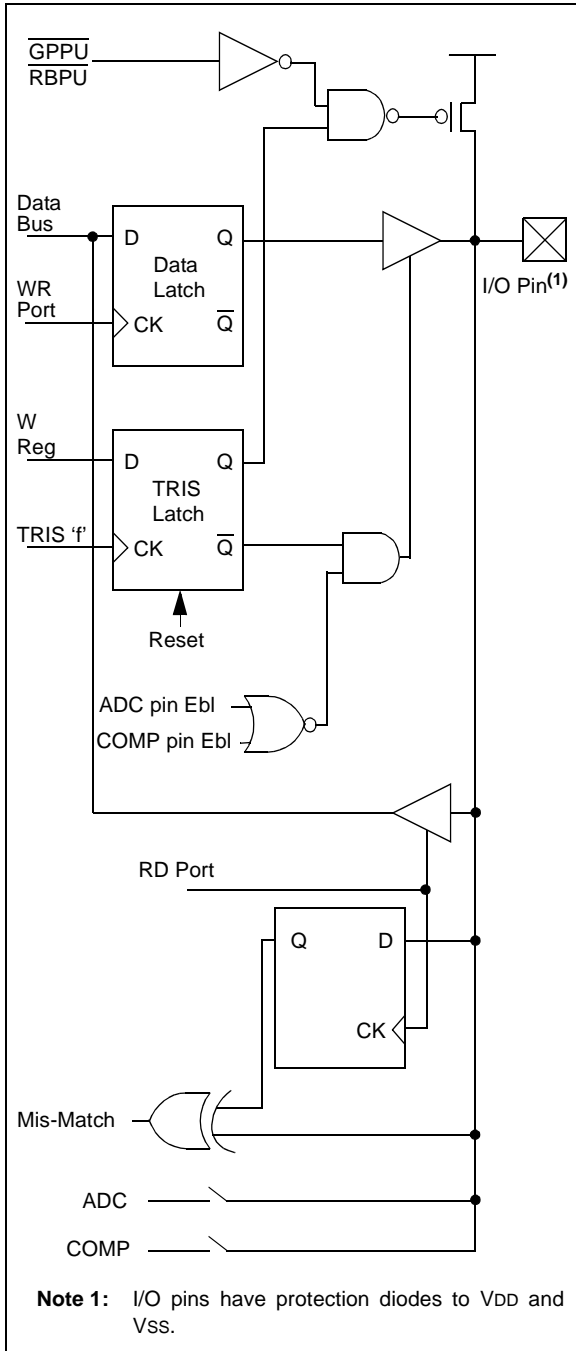 G̅P̅P̅U̅
R̅B̅P̅U̅
Data
Bus
D
Q
Data
Latch
I/O Pin(1)
WR
Port
CK
Q̅
W
Reg
D
Q
TRIS
Latch
TRIS ‘f’
CK
Q̅
Reset
ADC pin Ebl
COMP pin Ebl
RD Port
Q
D
CK
Mis-Match
ADC
COMP
Note 1: I/O pins have protection diodes to VDD and
VSS.